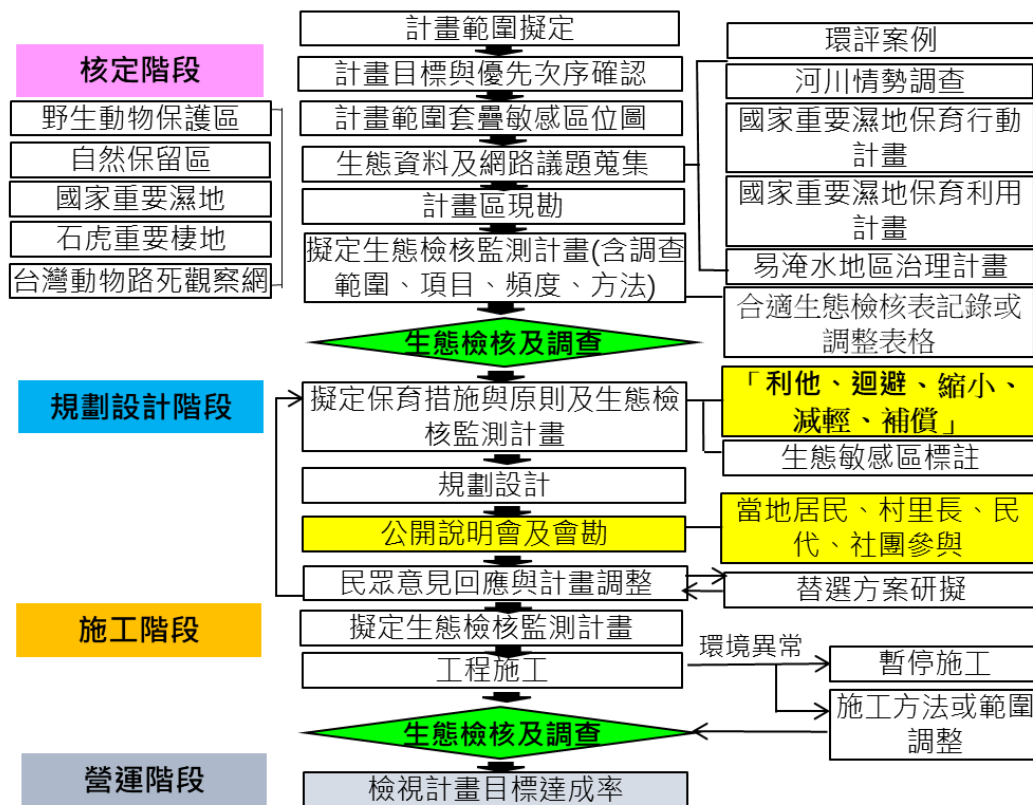 核定階段
野生動物保護區
自然保留區
國家重要濕地
石虎重要棲地
台灣動物路死觀察網
計畫範圍擬定
計畫目標與優先次序確認
計畫範圍套疊敏感區位圖
生態資料及網路議題蒐集
計畫區現勘
擬定生態檢核監測計畫(含調查
範圍、項目、頻度、方法)
環評案例
河川情勢調查
國家重要濕地保育行動
計畫
國家重要濕地保育利用
計畫
易淹水地區治理計畫
合適生態檢核表記錄或
調整表格
生態檢核及調查
規劃設計階段
擬定保育措施與原則及生態檢
核監測計畫
「利他、迴避、縮小、
減輕、補償」
生態敏感區標註
規劃設計
公開說明會及會勘
當地居民、村里長、民
代、社團參與
民眾意見回應與計畫調整
替選方案研擬
施工階段
擬定生態檢核監測計畫
工程施工
環境異常
暫停施工
施工方法或範圍
調整
生態檢核及調查
營運階段
檢視計畫目標達成率